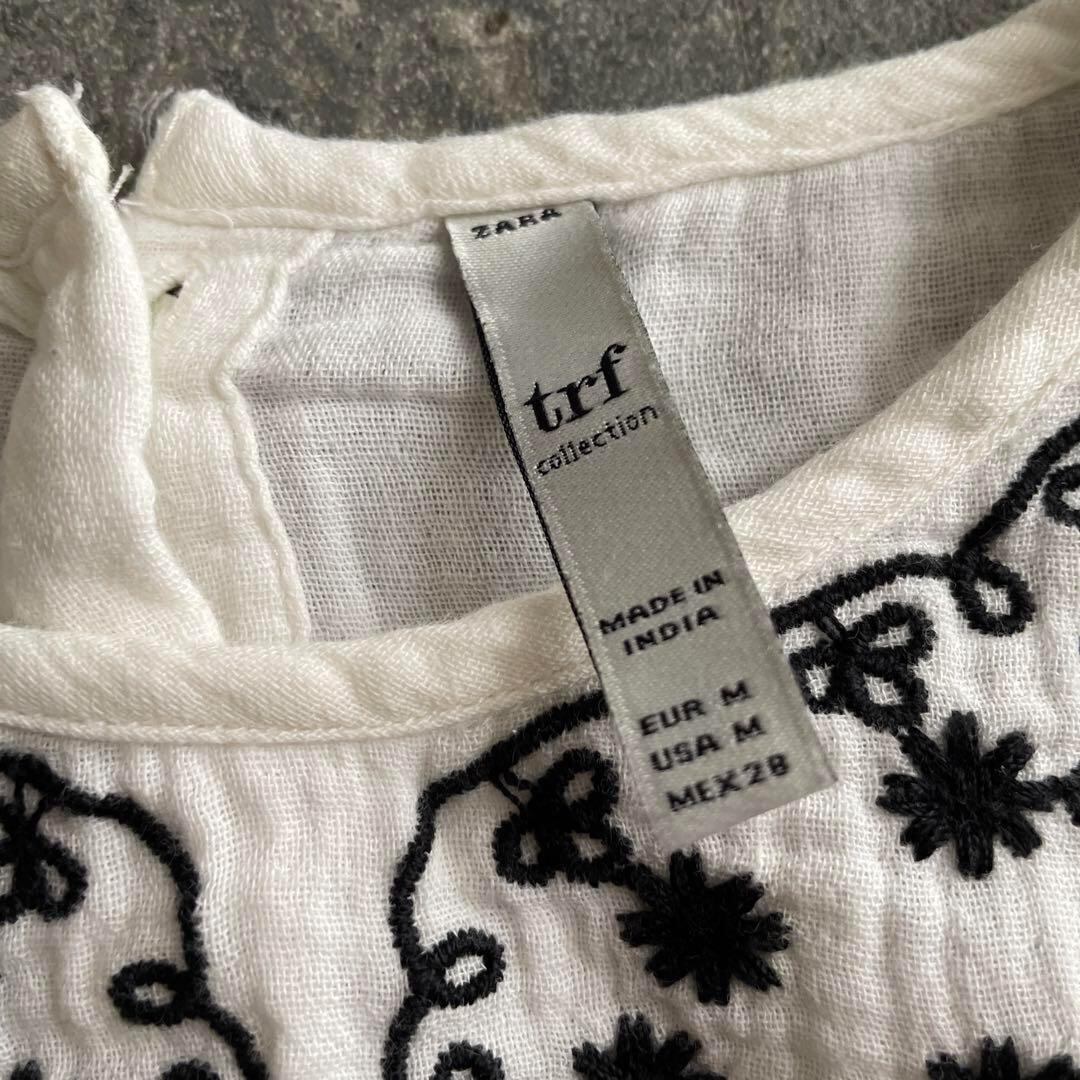 ZARA
trf
collection
MADE IN
INDIA
EUR M
USA M
MEX 28